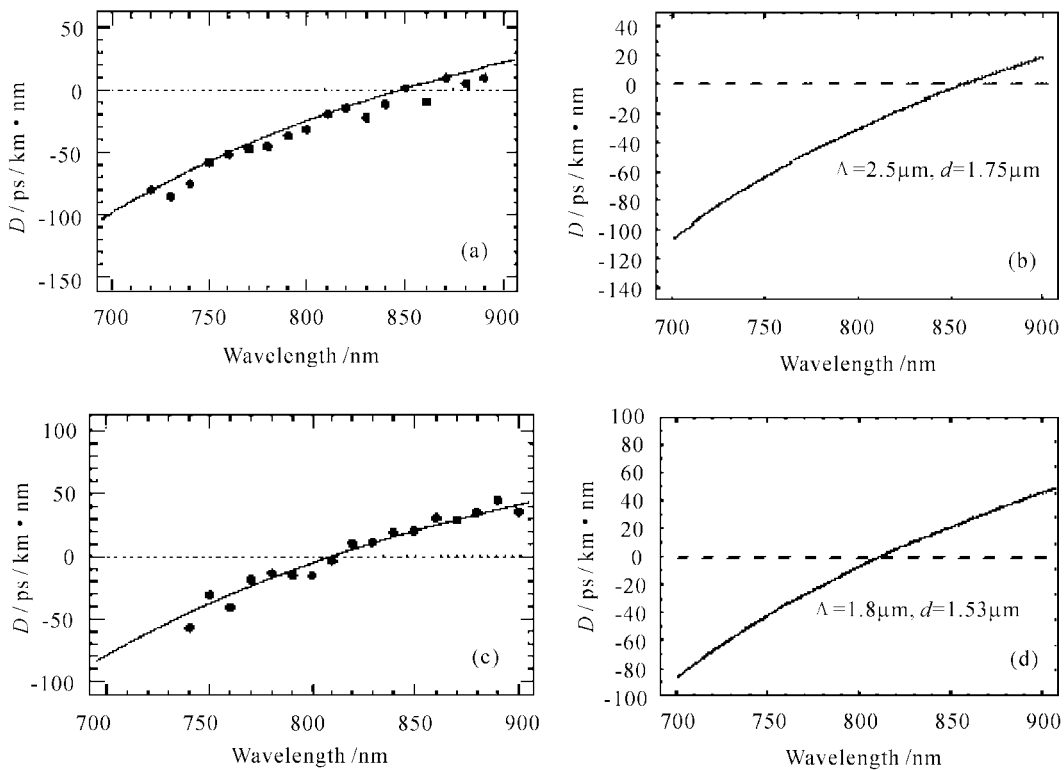 50
0
-50
-100
-150
D / ps / km • nm
(a)
700 750 800 850 900
Wavelength /nm
40
20
0
-20
-40
-60
-80
-100
-120
-140
D / ps / km • nm
Λ=2.5μm, d=1.75μm
(b)
700 750 800 850 900
Wavelength /nm
100
50
0
-50
-100
D / ps / km • nm
(c)
700 750 800 850 900
Wavelength /nm
100
80
60
40
20
0
-20
-40
-60
-80
-100
D / ps / km • nm
Λ=1.8μm, d=1.53μm
(d)
700 750 800 850 900
Wavelength /nm